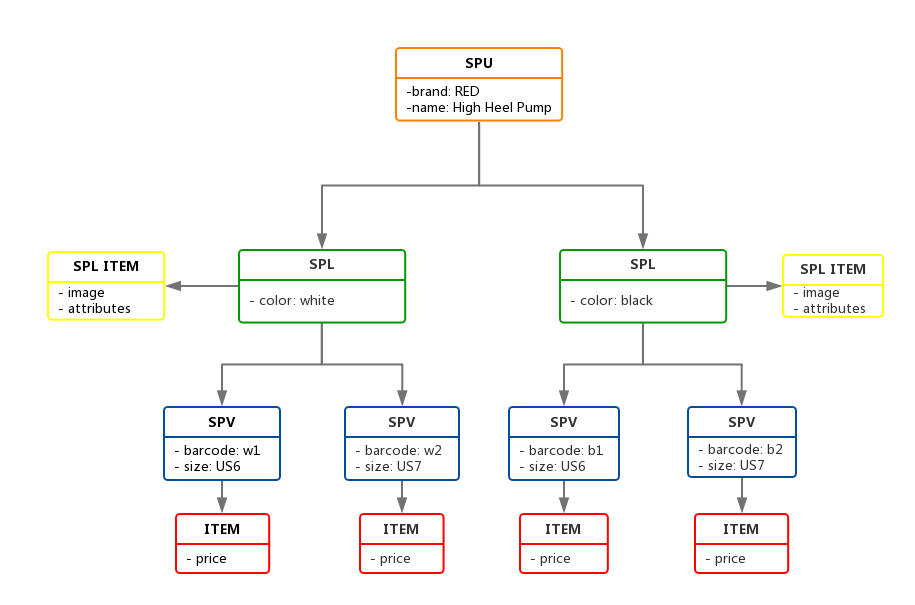 SPU
-brand: RED
-name: High Heel Pump
SPL ITEM
- image
- attributes
SPL
- color: white
SPL
- color: black
SPL ITEM
- image
- attributes
SPV
- barcode: w1
- size: US6
SPV
- barcode: w2
- size: US7
SPV
- barcode: b1
- size: US6
SPV
- barcode: b2
- size: US7
ITEM
- price
ITEM
- price
ITEM
- price
ITEM
- price